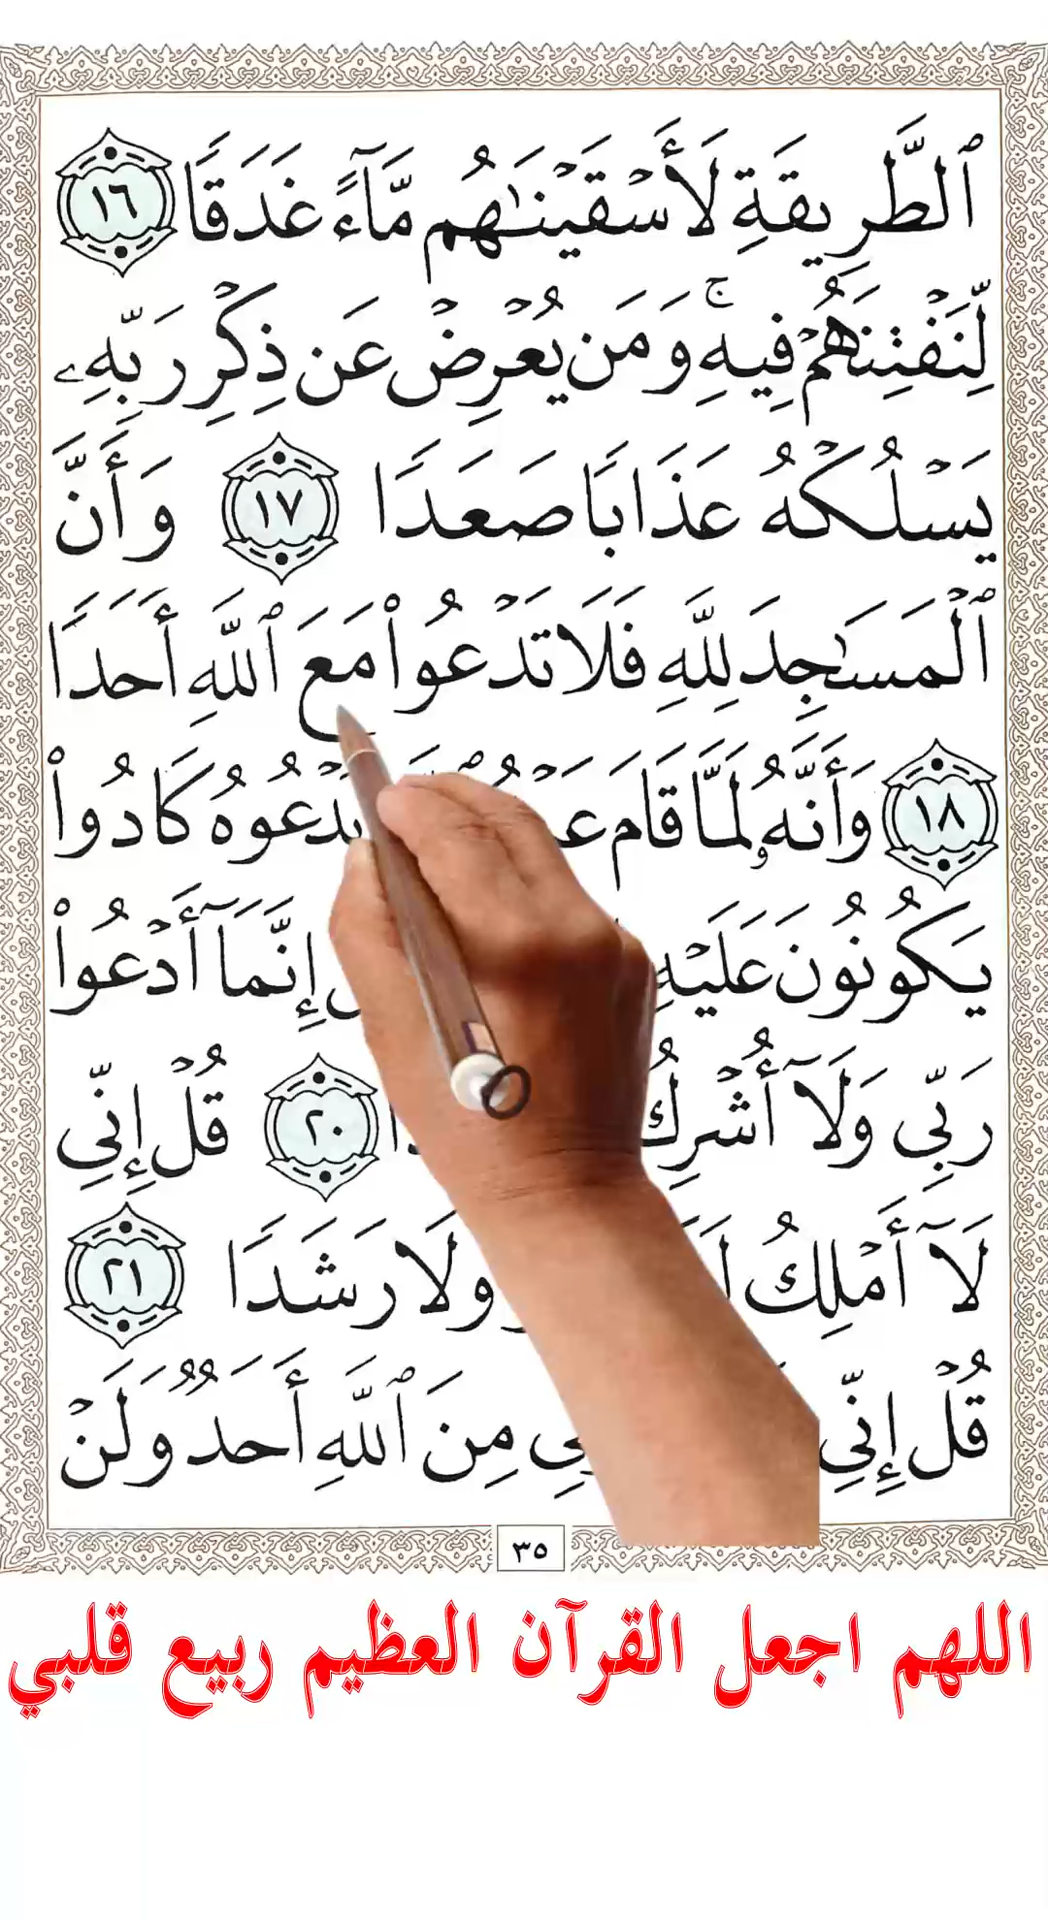 ٱلطَّرِيقَةِ لَأَسْقَيْنَٰهُم مَّآءً غَدَقًا ١٦
لِّنَفْتِنَهُمْ فِيهِ ۚ وَمَن يُعْرِضْ عَن ذِكْرِ رَبِّهِۦ
يَسْلُكْهُ عَذَابًا صَعَدًا ١٧ وَأَنَّ
ٱلْمَسَٰجِدَ لِلَّهِ فَلَا تَدْعُوا۟ مَعَ ٱللَّهِ أَحَدًا
١٨ وَأَنَّهُۥ لَمَّا قَامَ يَدْعُوهُ كَادُوا۟
يَكُونُونَ عَلَيْهِ إِنَّمَآ أَدْعُوا۟
رَبِّى وَلَآ أُشْرِكُ ٢٠ قُلْ إِنِّى
لَآ أَمْلِكُ وَلَا رَشَدًا ٢١
قُلْ إِنِّى مِنَ ٱللَّهِ أَحَدٌ وَلَنْ
٣٥
اللهم اجعل القرآن العظيم ربيع قلبي